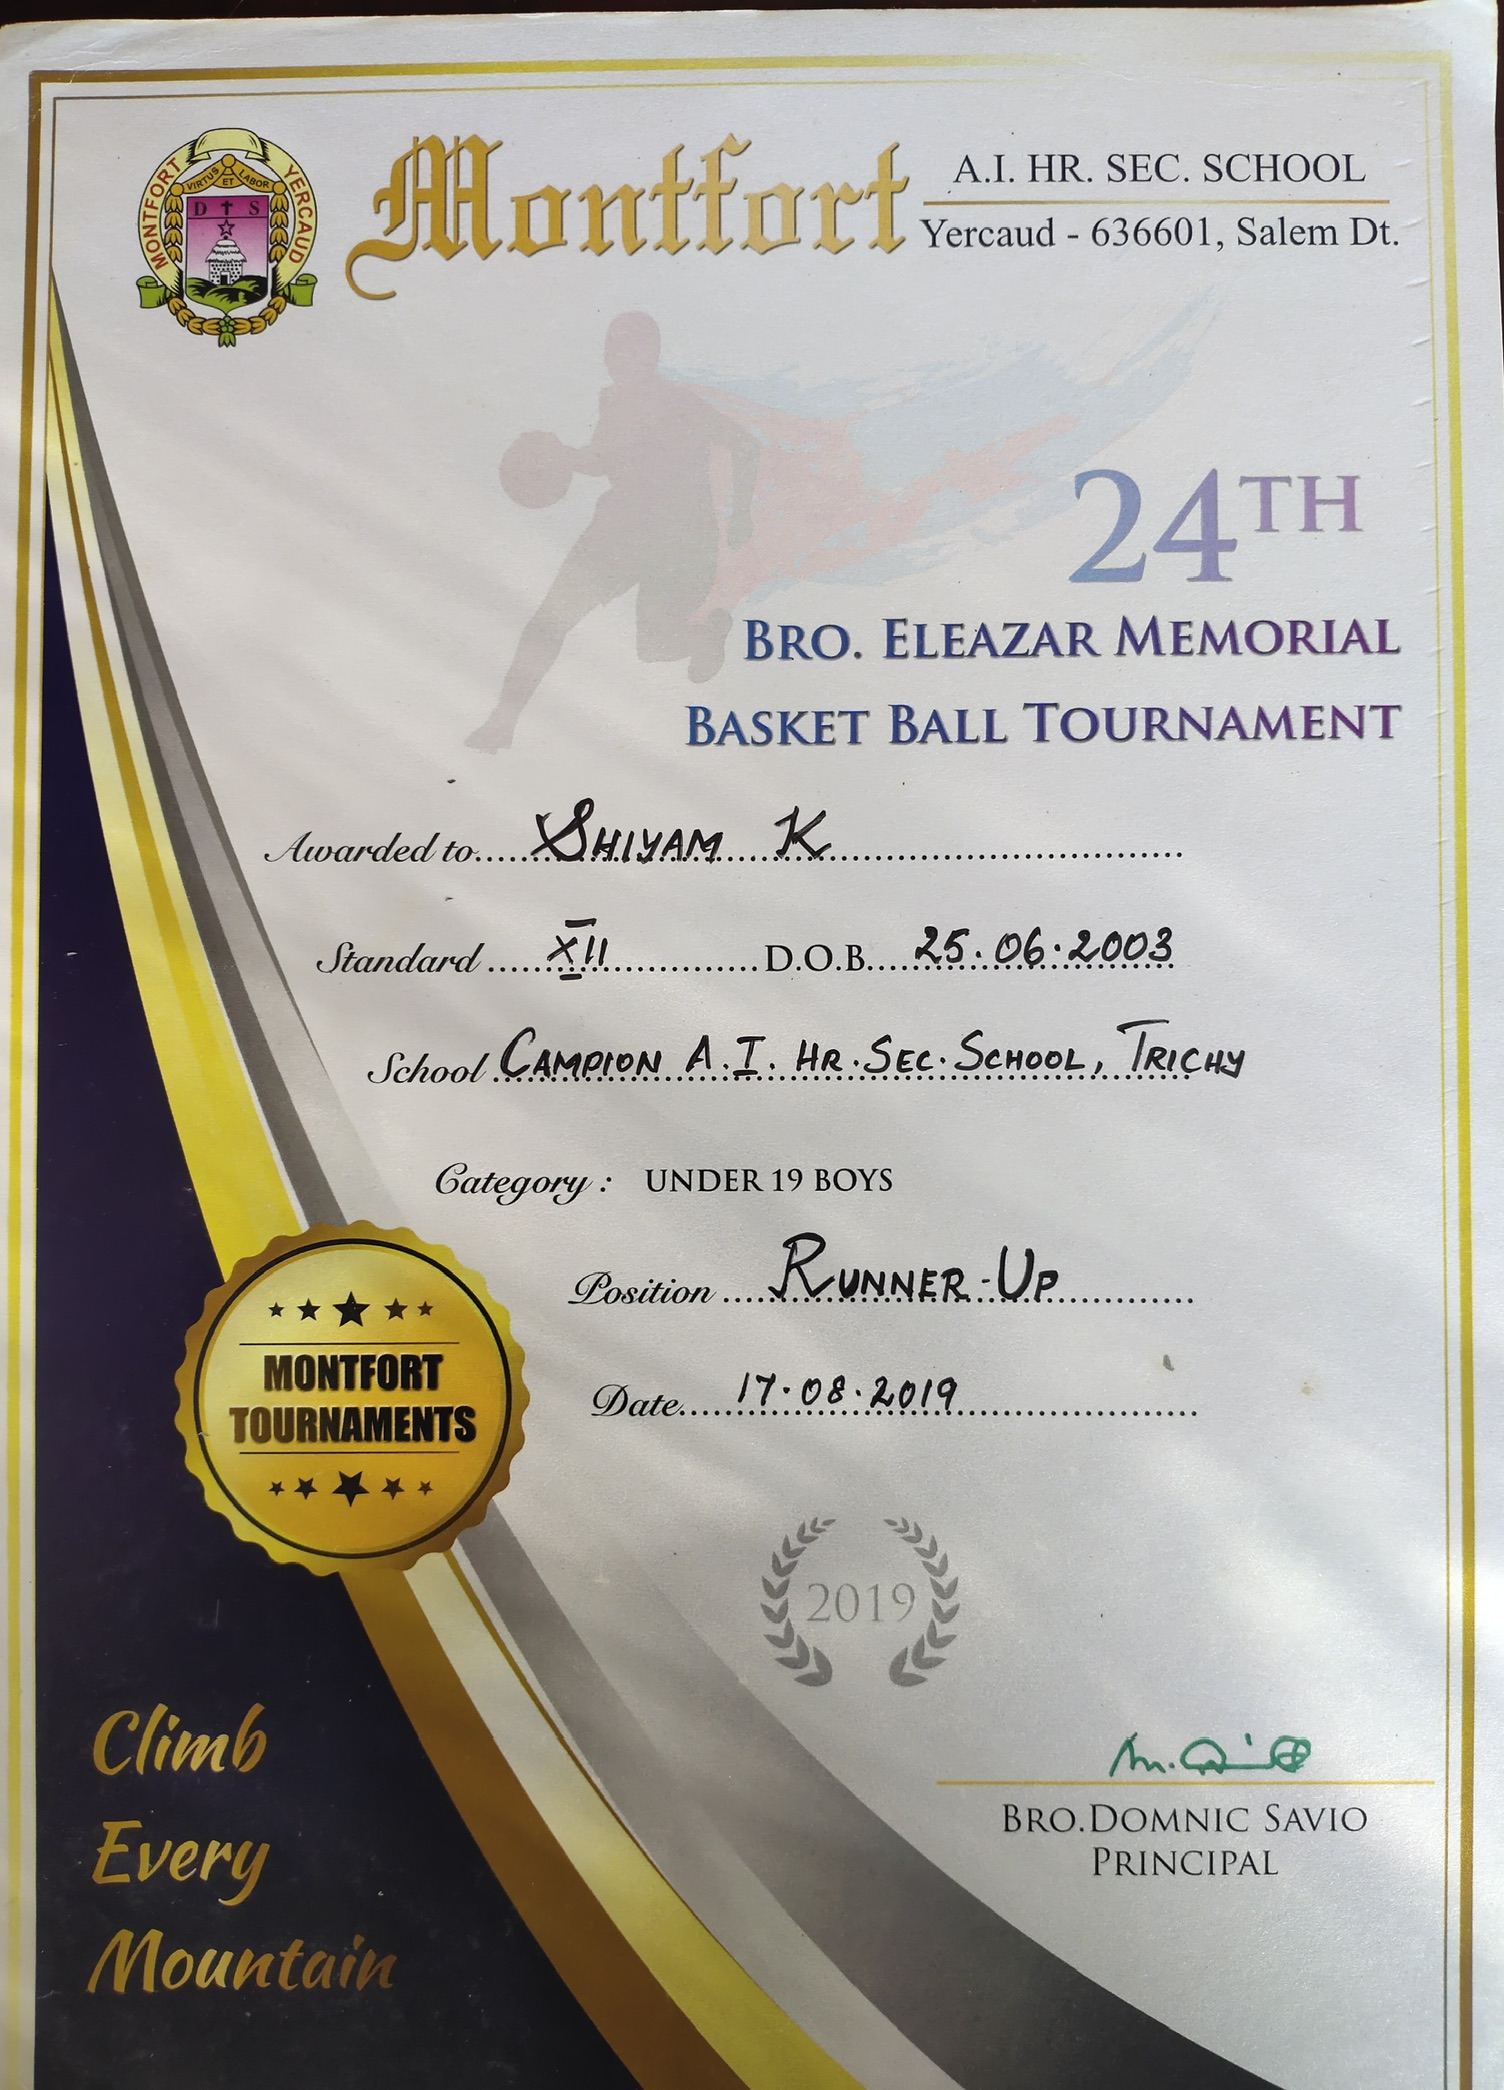 MONTFORT YERCAUD
VIRTUS ET LABOR
D S
Montfort
A.I. HR. SEC. SCHOOL
Yercaud - 636601, Salem Dt.
24TH
BRO. ELEAZAR MEMORIAL
BASKET BALL TOURNAMENT
Awarded to..... SHIYAM K
Standard ..... XII ..... D.O.B.... 25.06.2003
School CAMPION A.I. HR.SEC.SCHOOL, TRICHY
Category : UNDER 19 BOYS
Position .... RUNNER-UP
Date.... 17.08.2019
MONTFORT
TOURNAMENTS
2019
Climb
Every
Mountain
BRO.DOMNIC SAVIO
PRINCIPAL